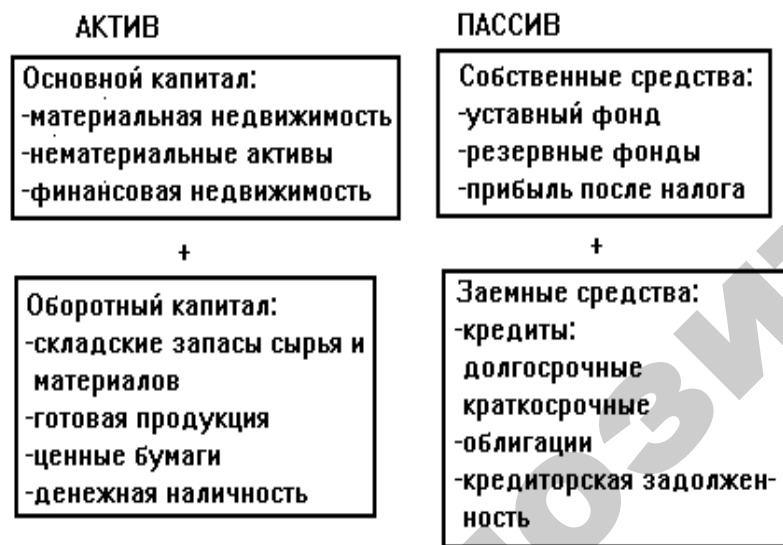 АКТИВ
Основной капитал:
-материальная недвижимость
-нематериальные активы
-финансовая недвижимость
+
Оборотный капитал:
-складские запасы сырья и
материалов
-готовая продукция
-ценные бумаги
-денежная наличность
ПАССИВ
Собственные средства:
-уставный фонд
-резервные фонды
-прибыль после налога
+
Заемные средства:
-кредиты:
долгосрочные
краткосрочные
-облигации
-кредиторская задолжен-
ность